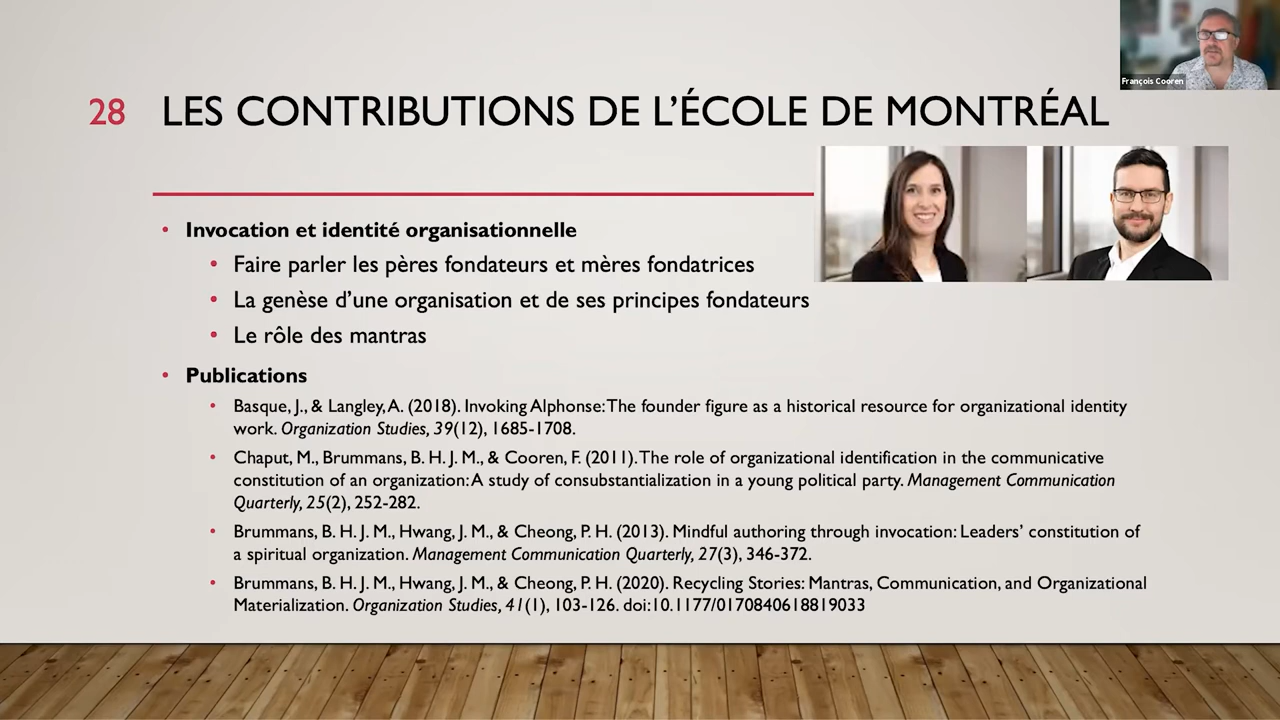 François Cooren
28 LES CONTRIBUTIONS DE L’ÉCOLE DE MONTRÉAL
• Invocation et identité organisationnelle
• Faire parler les pères fondateurs et mères fondatrices
• La genèse d’une organisation et de ses principes fondateurs
• Le rôle des mantras
• Publications
• Basque, J., & Langley, A. (2018). Invoking Alphonse: The founder figure as a historical resource for organizational identity
work. Organization Studies, 39(12), 1685-1708.
• Chaput, M., Brummans, B. H. J. M., & Cooren, F. (2011). The role of organizational identification in the communicative
constitution of an organization: A study of consubstantialization in a young political party. Management Communication
Quarterly, 25(2), 252-282.
• Brummans, B. H. J. M., Hwang, J. M., & Cheong, P. H. (2013). Mindful authoring through invocation: Leaders’ constitution of
a spiritual organization. Management Communication Quarterly, 27(3), 346-372.
• Brummans, B. H. J. M., Hwang, J. M., & Cheong, P. H. (2020). Recycling Stories: Mantras, Communication, and Organizational
Materialization. Organization Studies, 41(1), 103-126. doi:10.1177/0170840618819033